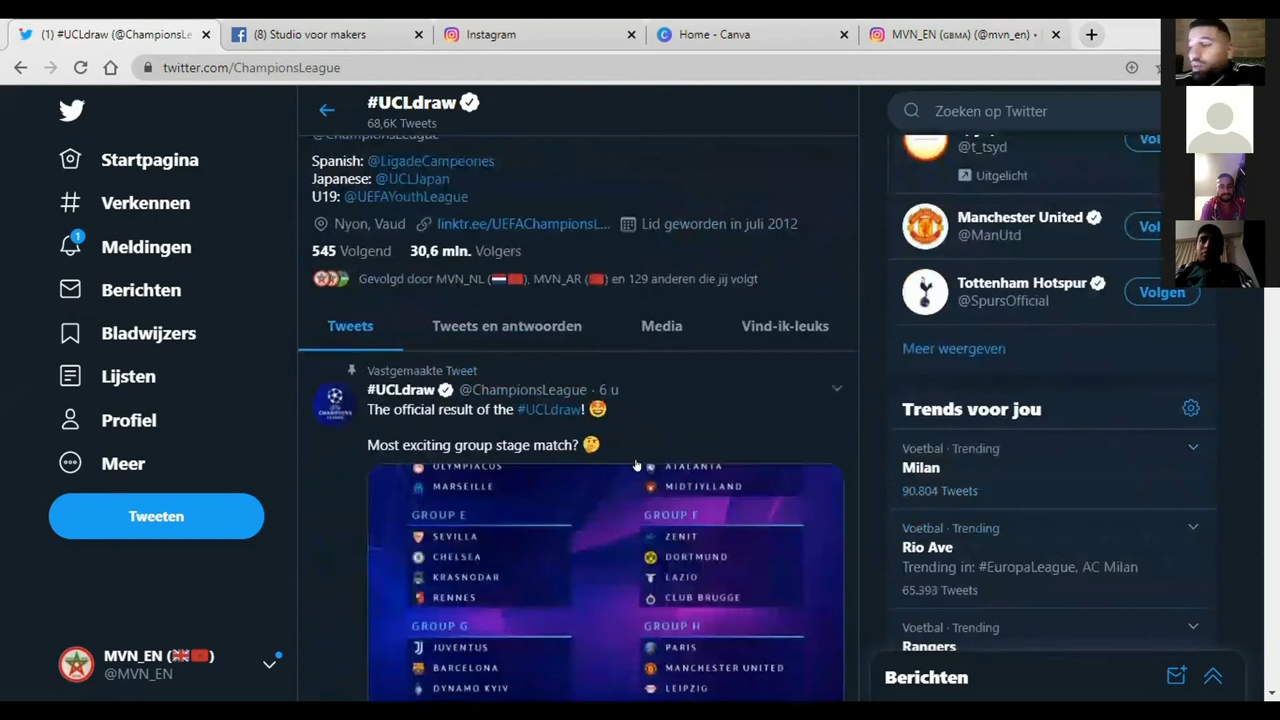 (1) #UCLdraw (@ChampionsLe
(8) Studio voor makers
Instagram
Home - Canva
MVN_EN (🇬🇧🇲🇦) (@mvn_en) •
twitter.com/ChampionsLeague
#UCLdraw
68,6K Tweets
Zoeken op Twitter
Startpagina
Verkennen
1
Meldingen
Berichten
Bladwijzers
Lijsten
Profiel
Meer
Tweeten
MVN_EN (🇬🇧🇲🇦)
@MVN_EN
@ChampionsLeague
Spanish: @LigadeCampeones
Japanese: @UCLJapan
U19: @UEFAYouthLeague
Nyon, Vaud linktr.ee/UEFAChampionsL... Lid geworden in juli 2012
545 Volgend 30,6 mln. Volgers
Gevolgd door MVN_NL (🇳🇱🇲🇦), MVN_AR (🇲🇦) en 129 anderen die jij volgt
Tweets
Tweets en antwoorden
Media
Vind-ik-leuks
Vastgemaakte Tweet
#UCLdraw @ChampionsLeague · 6 u
The official result of the #UCLdraw! 🤩
Most exciting group stage match? 🤔
OLYMPIACOS
MARSEILLE
ATALANTA
MIDTJYLLAND
GROUP E
SEVILLA
CHELSEA
KRASNODAR
RENNES
GROUP F
ZENIT
DORTMUND
LAZIO
CLUB BRUGGE
GROUP G
JUVENTUS
BARCELONA
DYNAMO KYIV
GROUP H
PARIS
MANCHESTER UNITED
LEIPZIG
@t_tsyd
Vol
Uitgelicht
Manchester United
@ManUtd
Vol
Tottenham Hotspur
@SpursOfficial
Volgen
Meer weergeven
Trends voor jou
Voetbal · Trending
Milan
90.804 Tweets
Voetbal · Trending
Rio Ave
Trending in: #EuropaLeague, AC Milan
65.393 Tweets
Voetbal · Trending
Rangers
Berichten